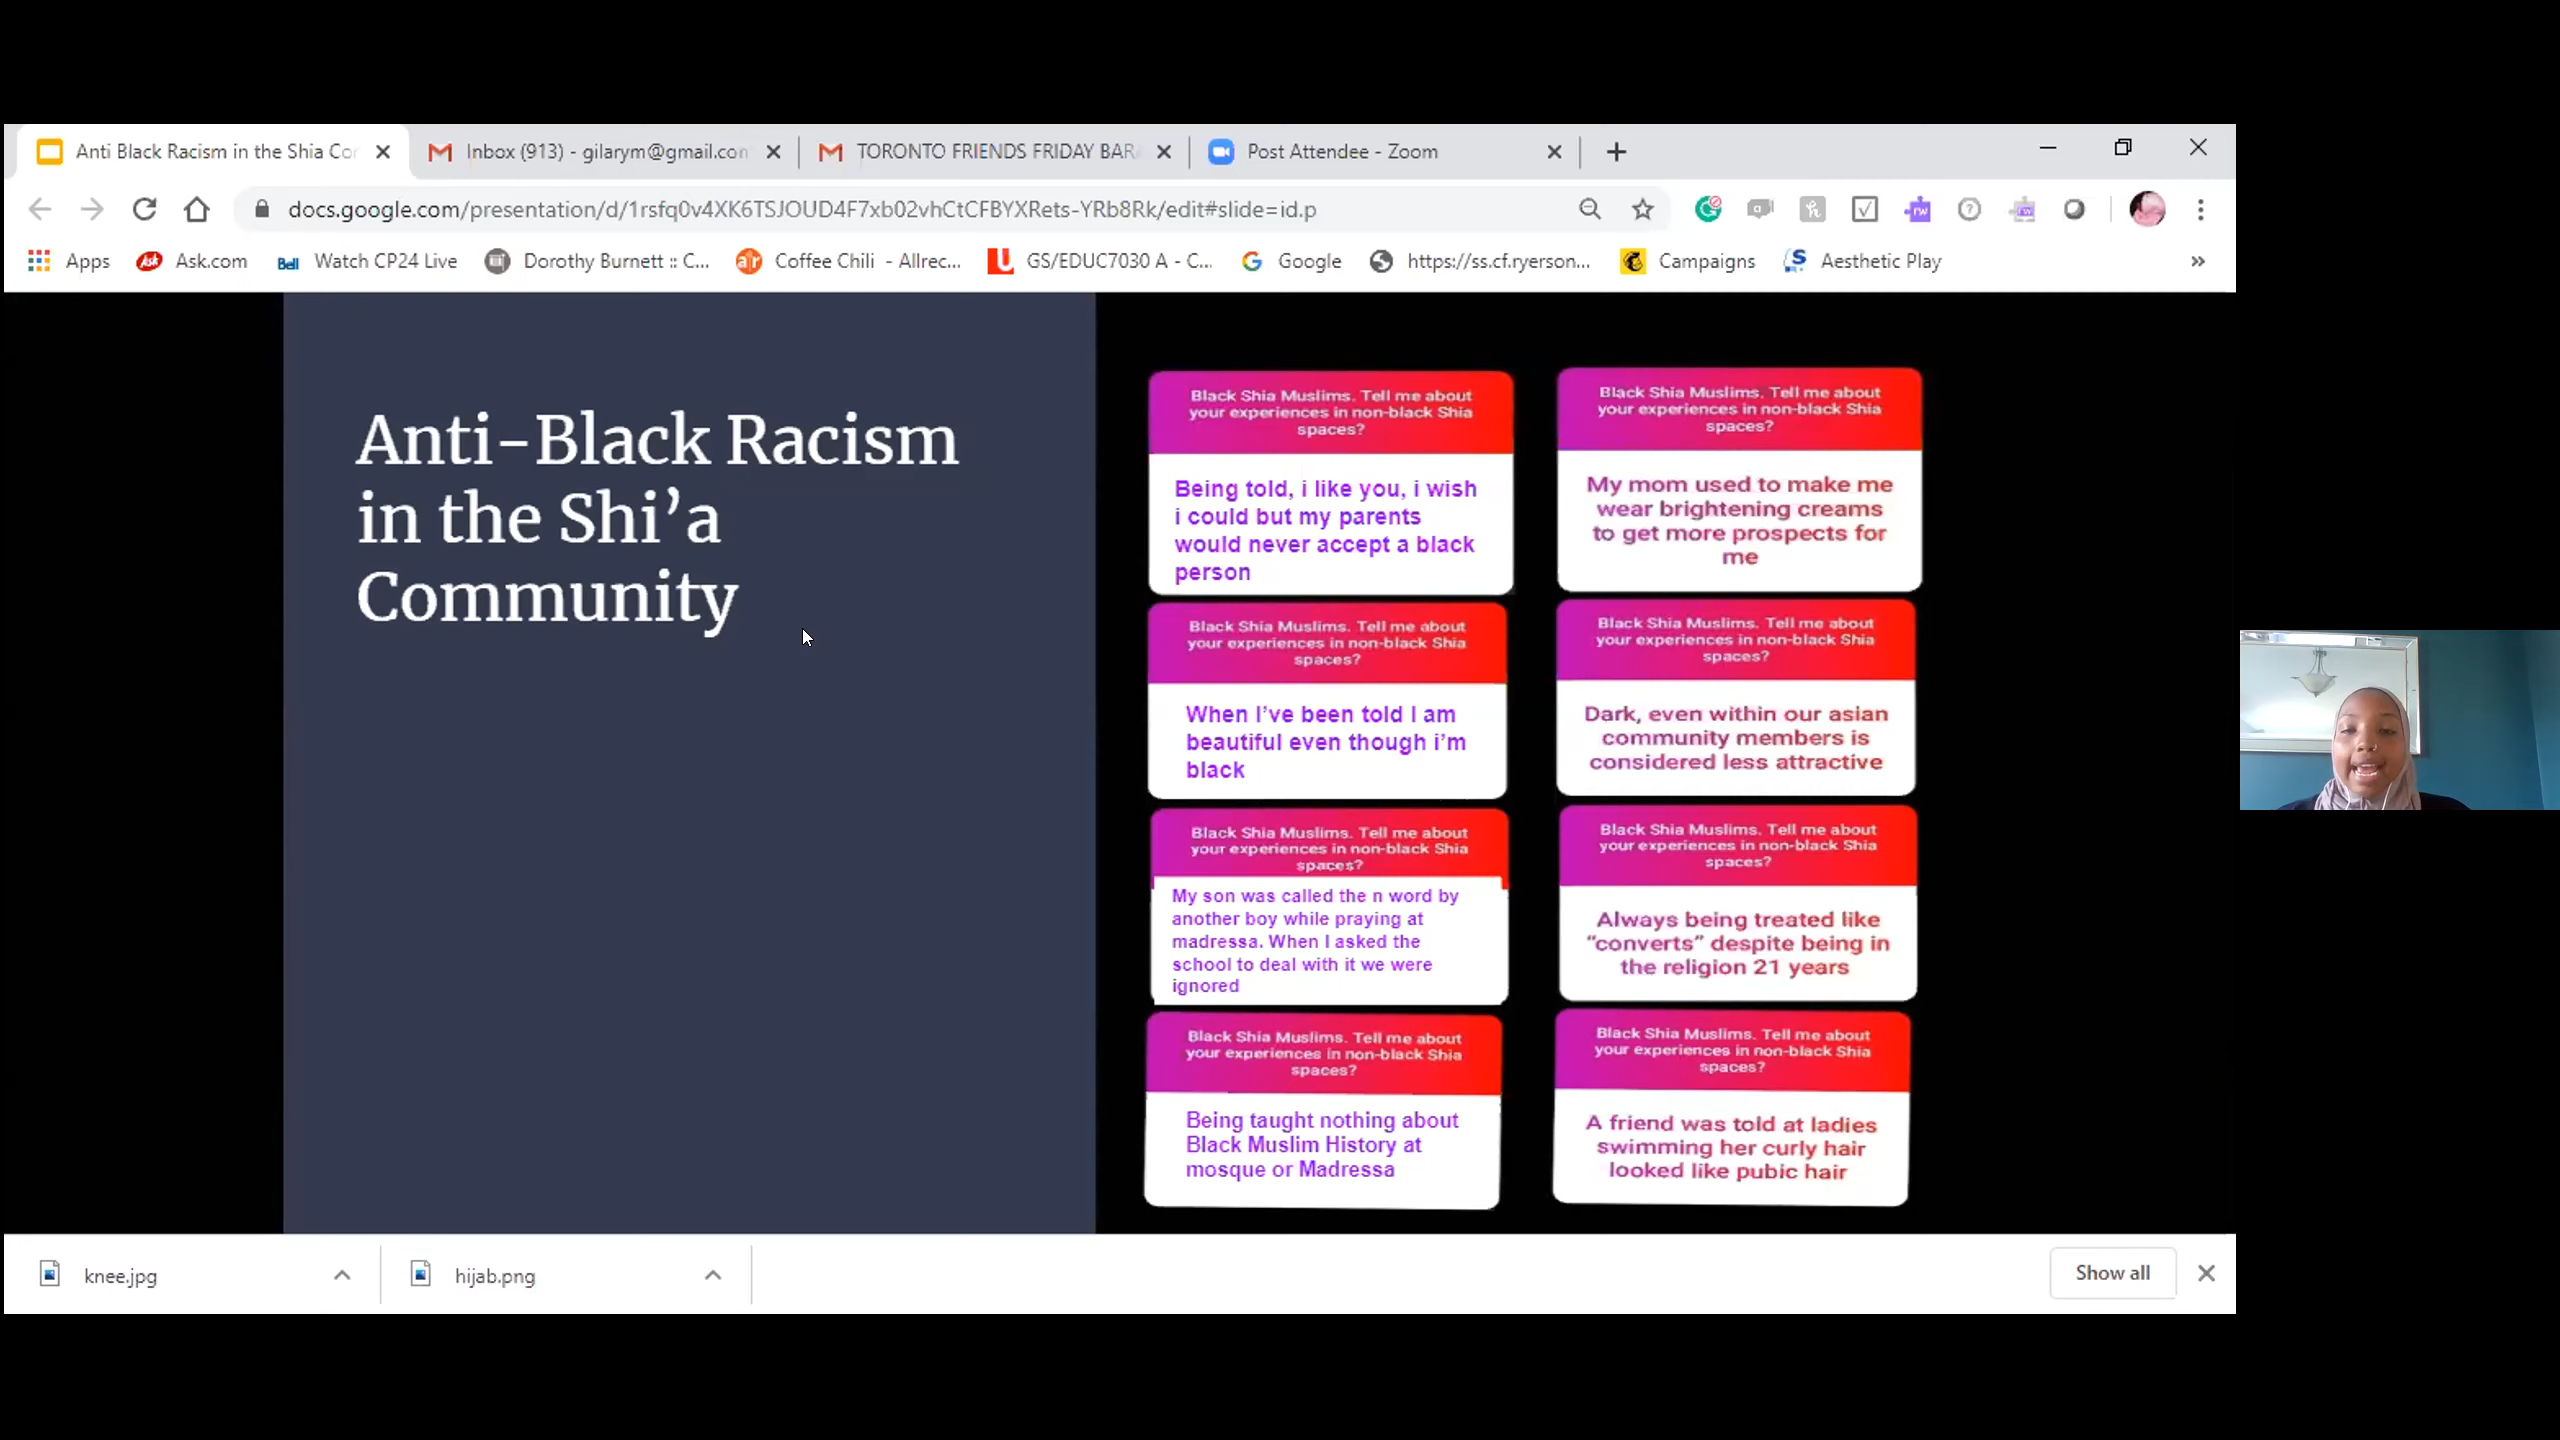 Anti Black Racism in the Shia Co
Inbox (913) - gilarym@gmail.con
TORONTO FRIENDS FRIDAY BAR
Post Attendee - Zoom
docs.google.com/presentation/d/1rsfq0v4XK6TSJOUD4F7xb02vhCtCFBYXRets-YRb8Rk/edit#slide=id.p
Apps
Ask.com
Bell
Watch CP24 Live
Dorothy Burnett :: C...
Coffee Chili - Allrec...
GS/EDUC7030 A - C...
Google
https://ss.cf.ryerson...
Campaigns
Aesthetic Play
Anti-Black Racism
in the Shi’a
Community
Black Shia Muslims. Tell me about
your experiences in non-black Shia
spaces?
Being told, i like you, i wish
i could but my parents
would never accept a black
person
Black Shia Muslims. Tell me about
your experiences in non-black Shia
spaces?
My mom used to make me
wear brightening creams
to get more prospects for
me
Black Shia Muslims. Tell me about
your experiences in non-black Shia
spaces?
When I’ve been told I am
beautiful even though i’m
black
Black Shia Muslims. Tell me about
your experiences in non-black Shia
spaces?
Dark, even within our asian
community members is
considered less attractive
Black Shia Muslims. Tell me about
your experiences in non-black Shia
spaces?
My son was called the n word by
another boy while praying at
madressa. When I asked the
school to deal with it we were
ignored
Black Shia Muslims. Tell me about
your experiences in non-black Shia
spaces?
Always being treated like
“converts” despite being in
the religion 21 years
Black Shia Muslims. Tell me about
your experiences in non-black Shia
spaces?
Being taught nothing about
Black Muslim History at
mosque or Madressa
Black Shia Muslims. Tell me about
your experiences in non-black Shia
spaces?
A friend was told at ladies
swimming her curly hair
looked like pubic hair
knee.jpg
hijab.png
Show all